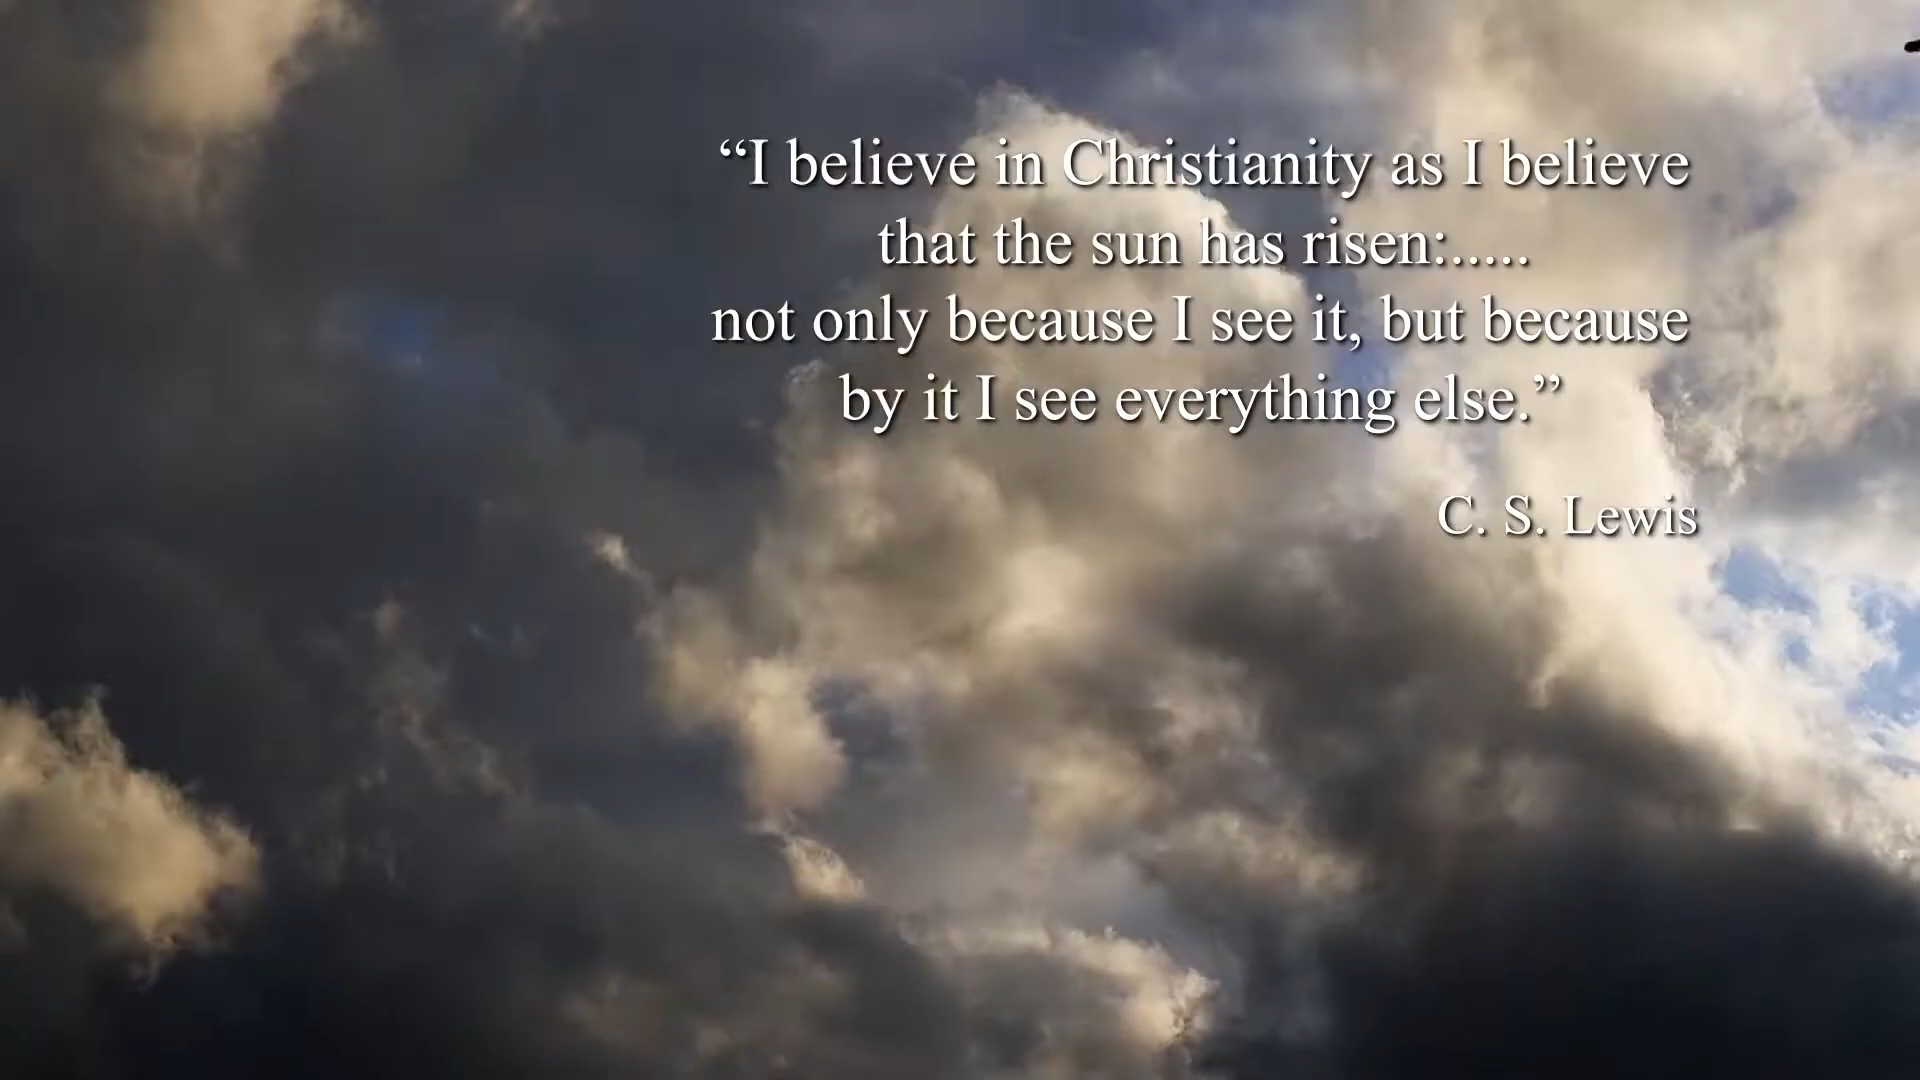 “I believe in Christianity as I believe
that the sun has risen:.....
not only because I see it, but because
by it I see everything else.”
C. S. Lewis